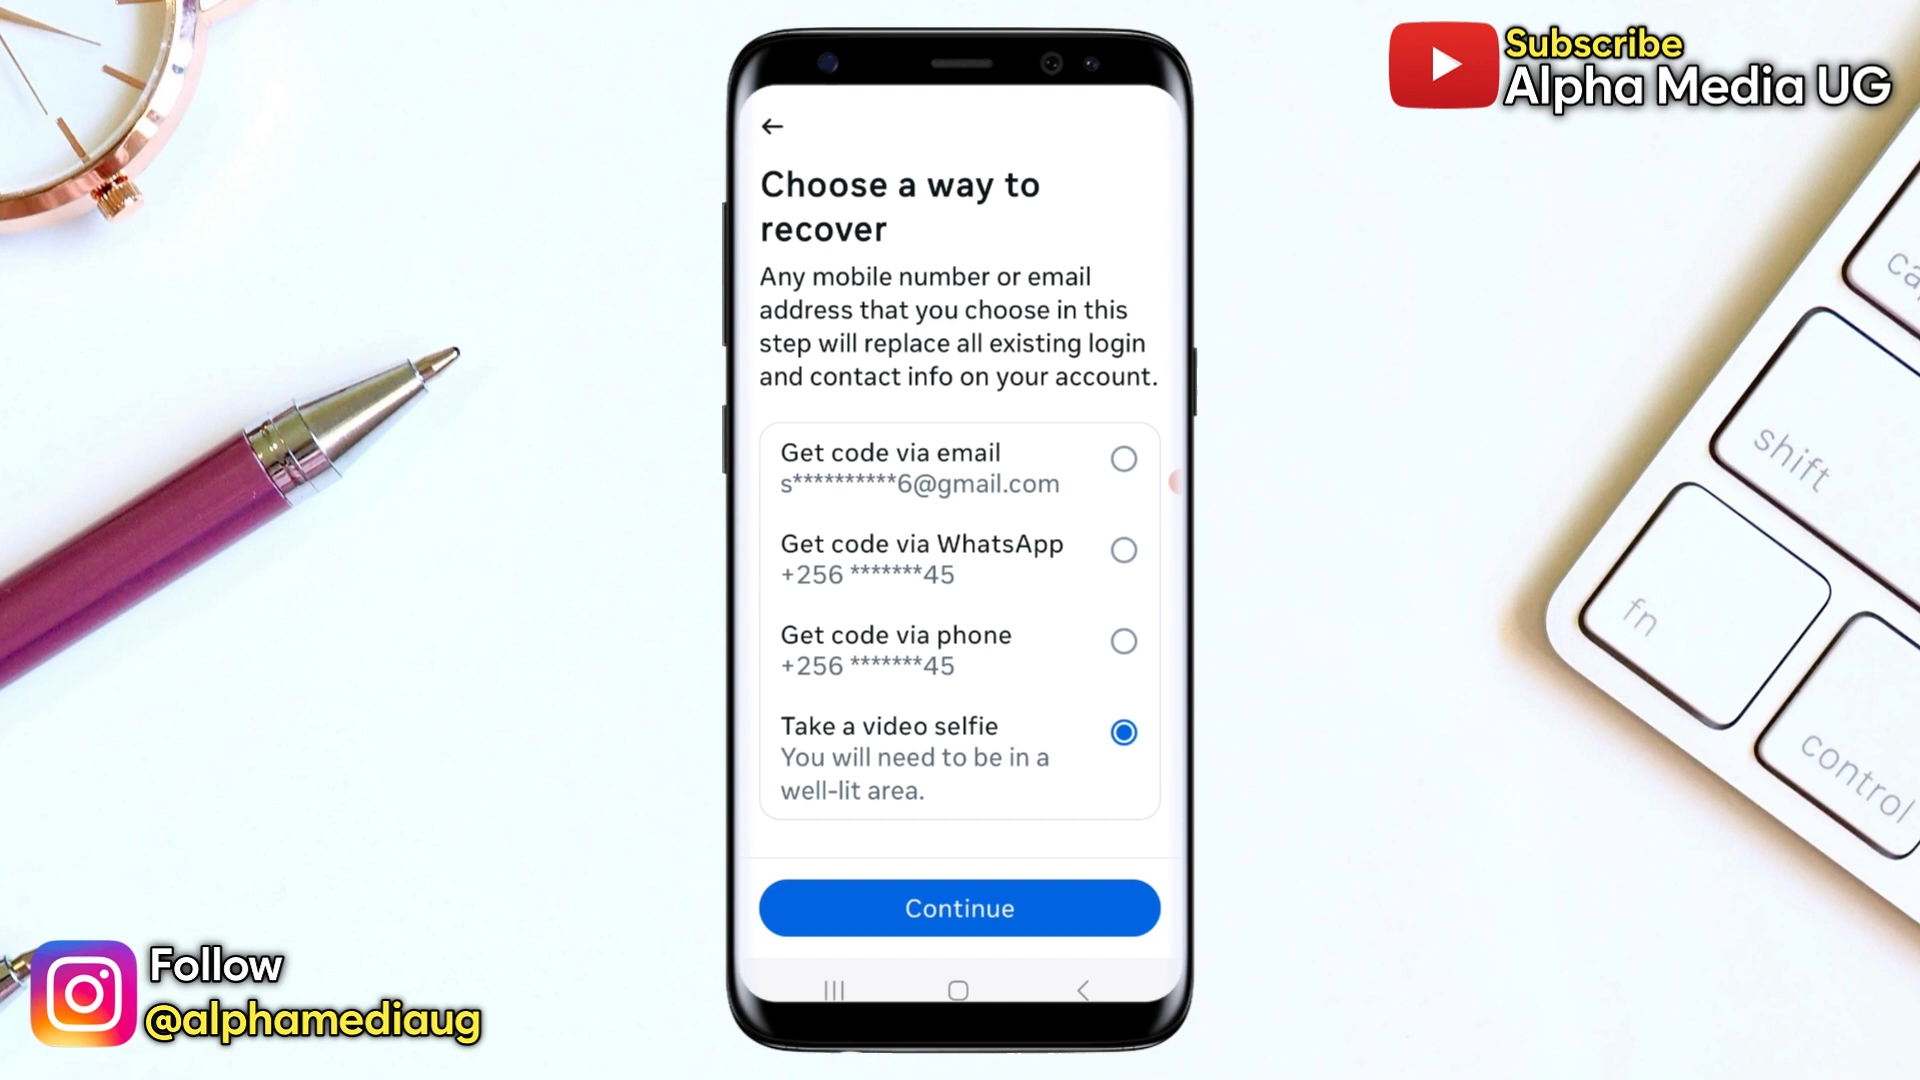 Subscribe
Alpha Media UG
Choose a way to
recover
Any mobile number or email
address that you choose in this
step will replace all existing login
and contact info on your account.
Get code via email
s**********6@gmail.com
Get code via WhatsApp
+256 *******45
Get code via phone
+256 *******45
Take a video selfie
You will need to be in a
well-lit area.
Continue
shift
fn
control
Follow
@alphamediaug